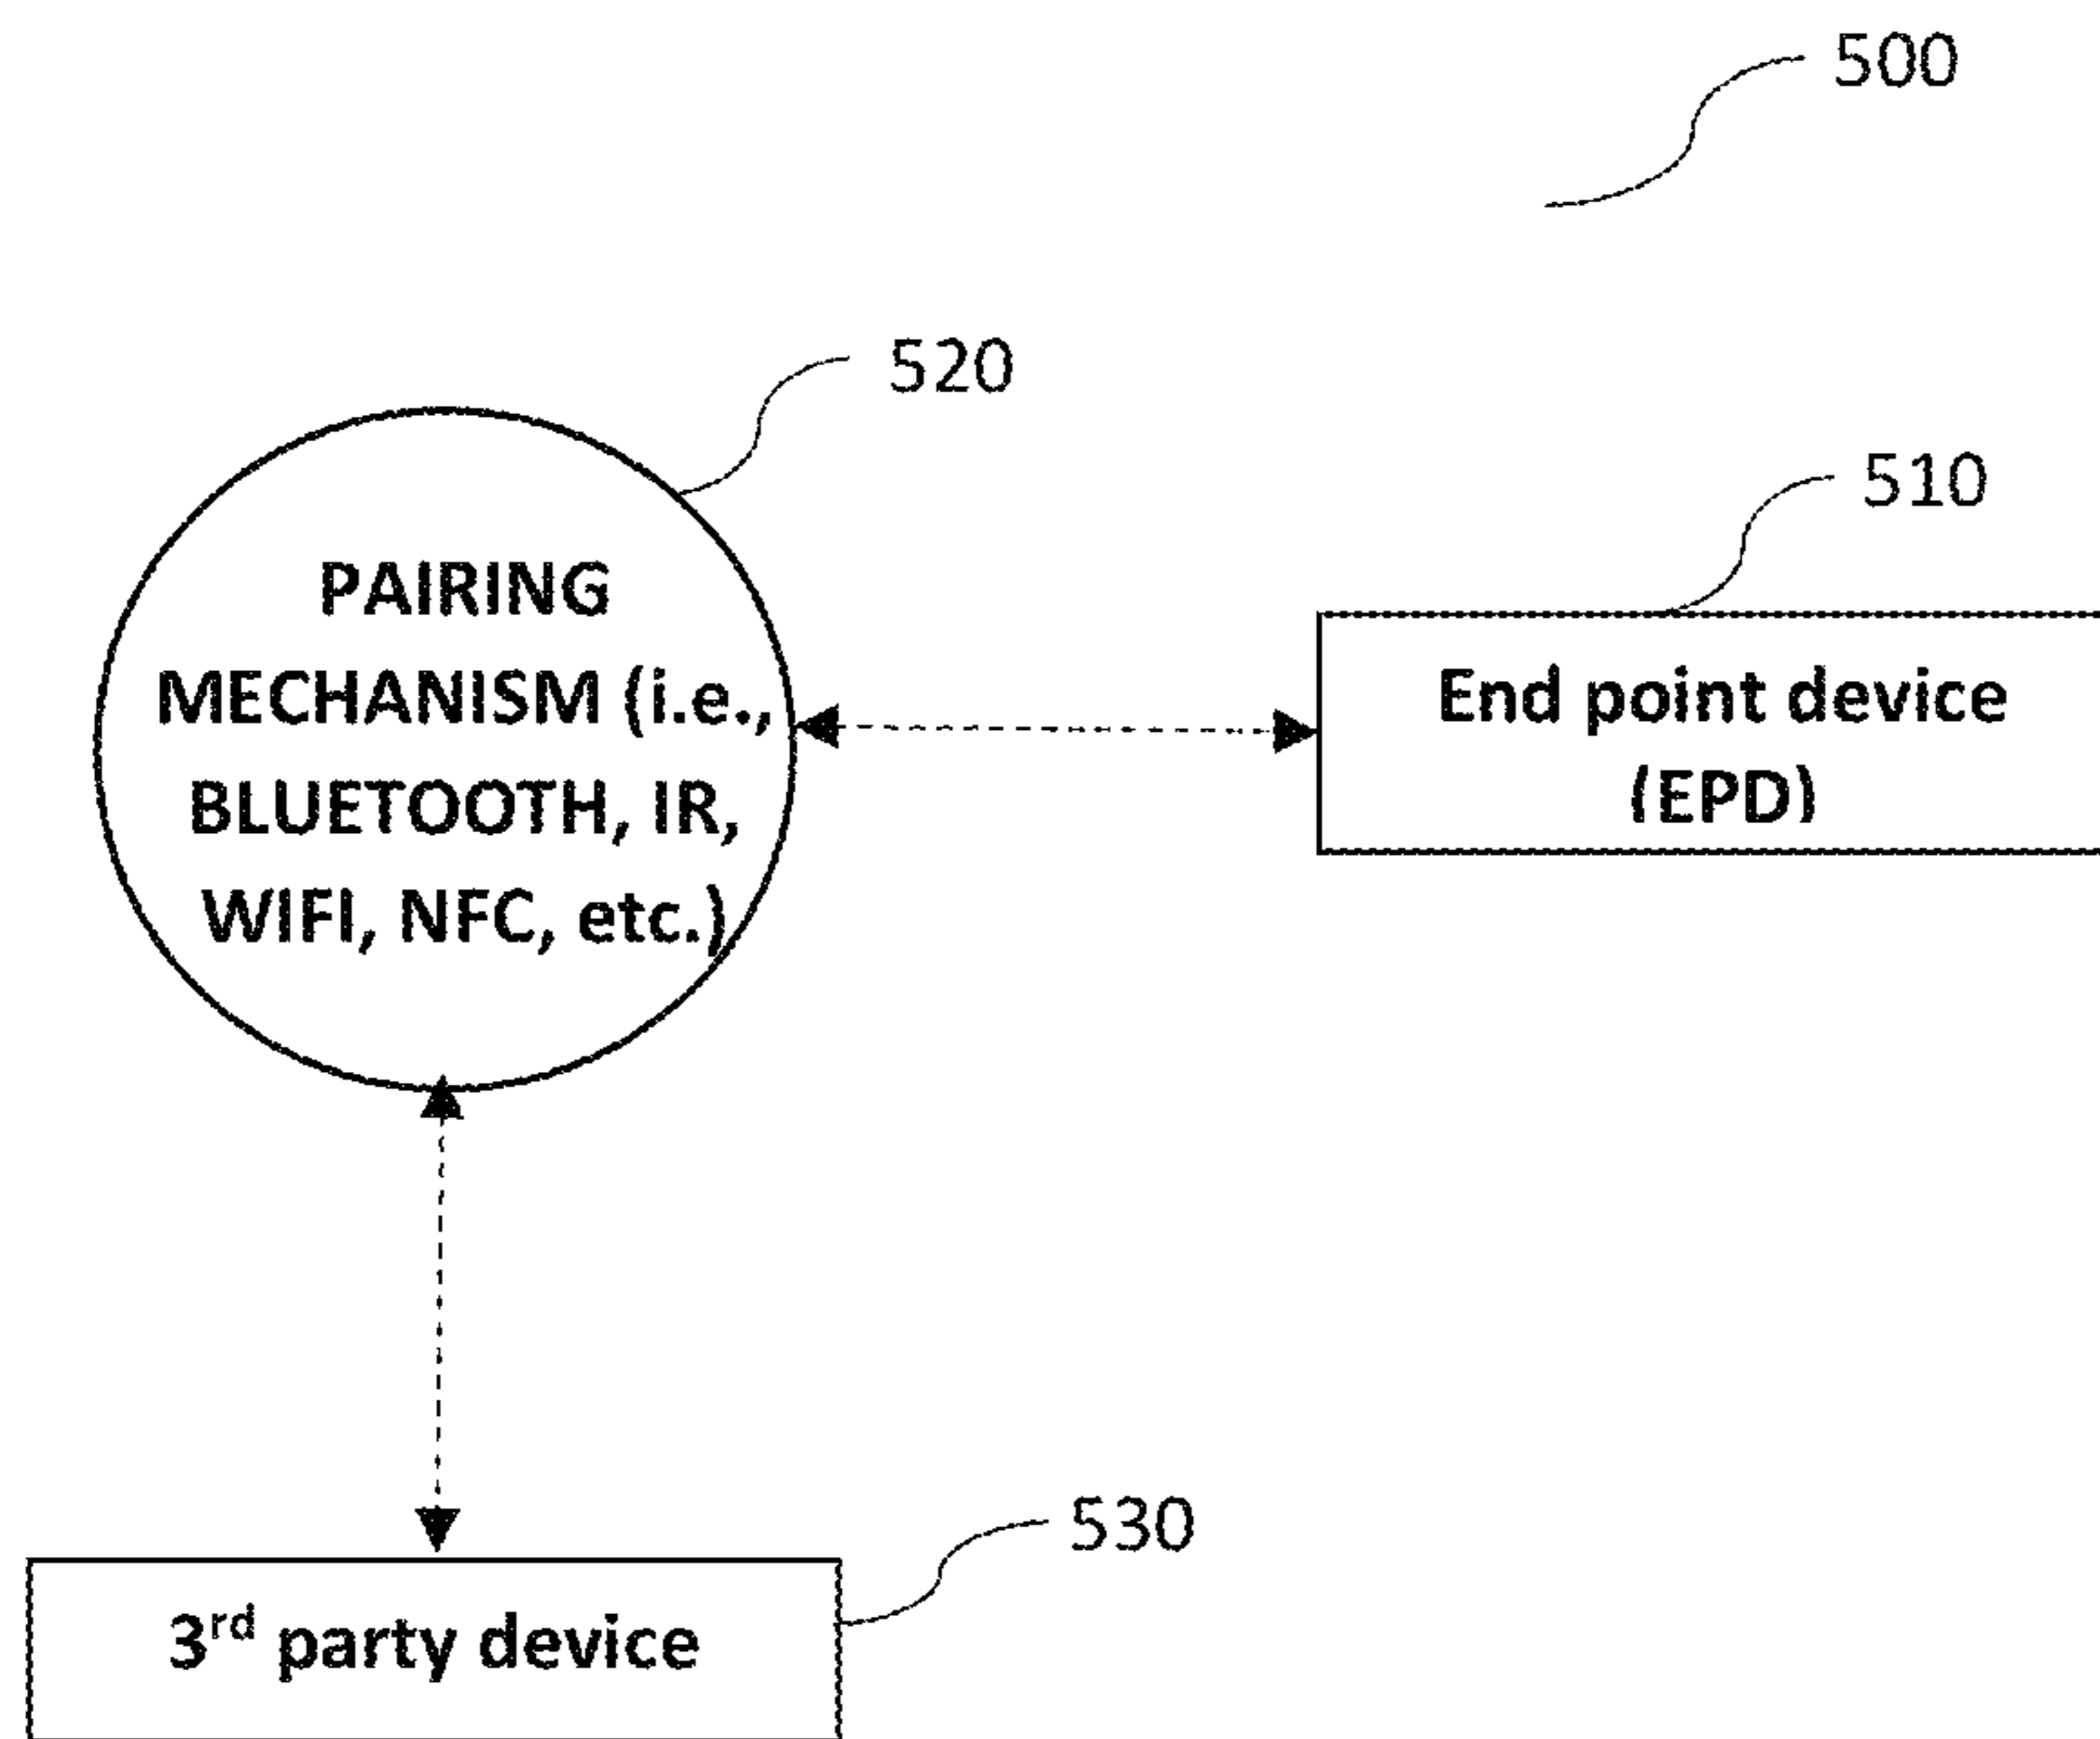 500
520
510
PAIRING
MECHANISM (i.e.,
BLUETOOTH, IR,
WIFI, NFC, etc.)
End point device
(EPD)
530
3rd party device